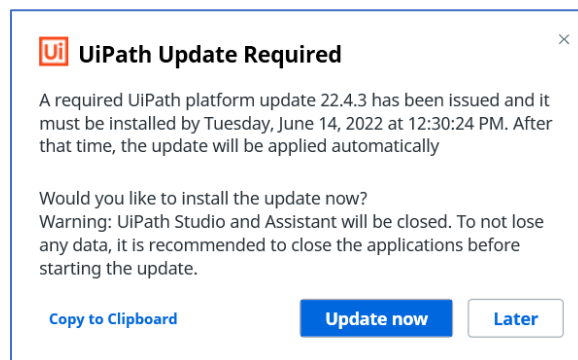 Ui UiPath Update Required
A required UiPath platform update 22.4.3 has been issued and it
must be installed by Tuesday, June 14, 2022 at 12:30:24 PM. After
that time, the update will be applied automatically
Would you like to install the update now?
Warning: UiPath Studio and Assistant will be closed. To not lose
any data, it is recommended to close the applications before
starting the update.
Copy to Clipboard Update now Later